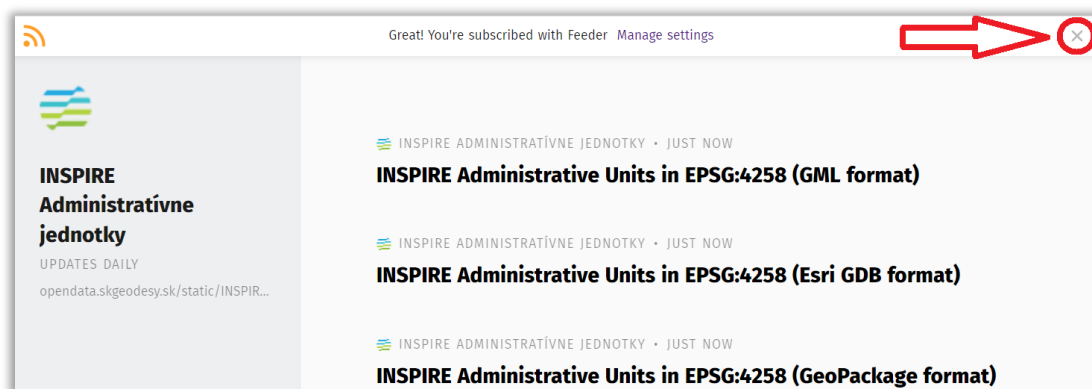 Great! You're subscribed with Feeder Manage settings
INSPIRE
Administratívne
jednotky
UPDATES DAILY
opendata.skgeodesy.sk/static/INSPIR...
INSPIRE ADMINISTRATÍVNE JEDNOTKY • JUST NOW
INSPIRE Administrative Units in EPSG:4258 (GML format)
INSPIRE ADMINISTRATÍVNE JEDNOTKY • JUST NOW
INSPIRE Administrative Units in EPSG:4258 (Esri GDB format)
INSPIRE ADMINISTRATÍVNE JEDNOTKY • JUST NOW
INSPIRE Administrative Units in EPSG:4258 (GeoPackage format)